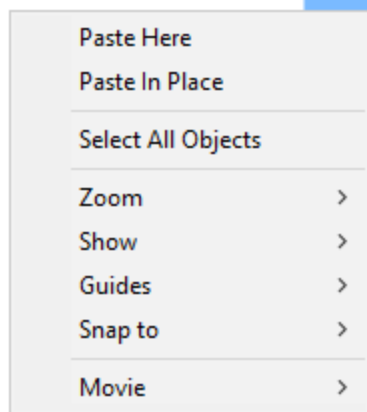 Paste Here
Paste In Place
Select All Objects
Zoom
Show
Guides
Snap to
Movie